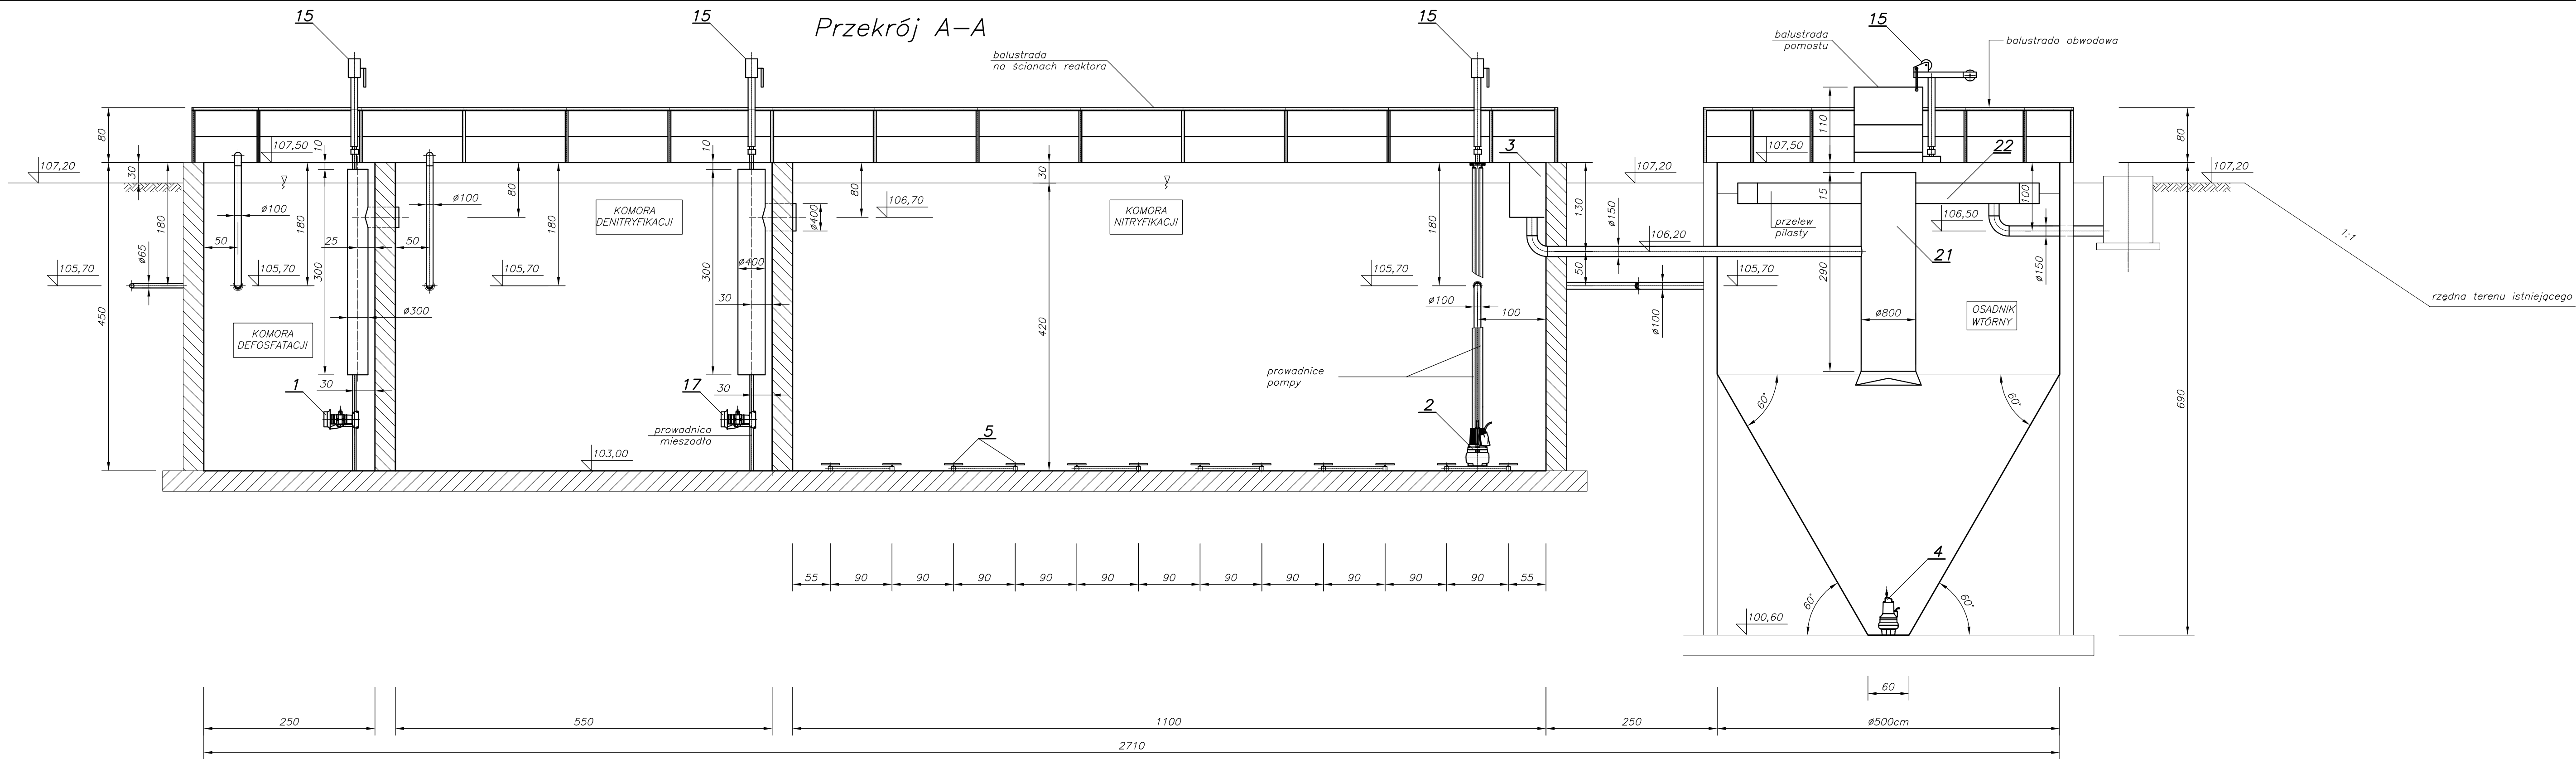 Przekrój A-A
15
15
15
15
balustrada
na ścianach reaktora
balustrada
pomostu
balustrada obwodowa
80
10
10
110
80
107,20
30
107,50
30
3
107,20
107,50
22
107,20
180
450
ø65
105,70
ø100
50
180
105,70
25
300
30
ø300
KOMORA
DEFOSFATACJI
1
80
ø100
50
180
105,70
KOMORA
DENITRYFIKACJI
300
ø400
30
30
17
prowadnica
mieszadła
103,00
80
ø400
106,70
KOMORA
NITRYFIKACJI
420
180
105,70
ø100
100
prowadnice
pompy
2
5
130
50
ø150
106,20
ø100
105,70
15
290
przelew
pilasty
106,50
100
ø150
21
ø800
OSADNIK
WTÓRNY
60°
60°
60°
60°
4
100,60
690
1:1
rzędna terenu istniejącego
55
90
90
90
90
90
90
90
90
90
90
90
55
60
250
550
1100
250
ø500cm
2710